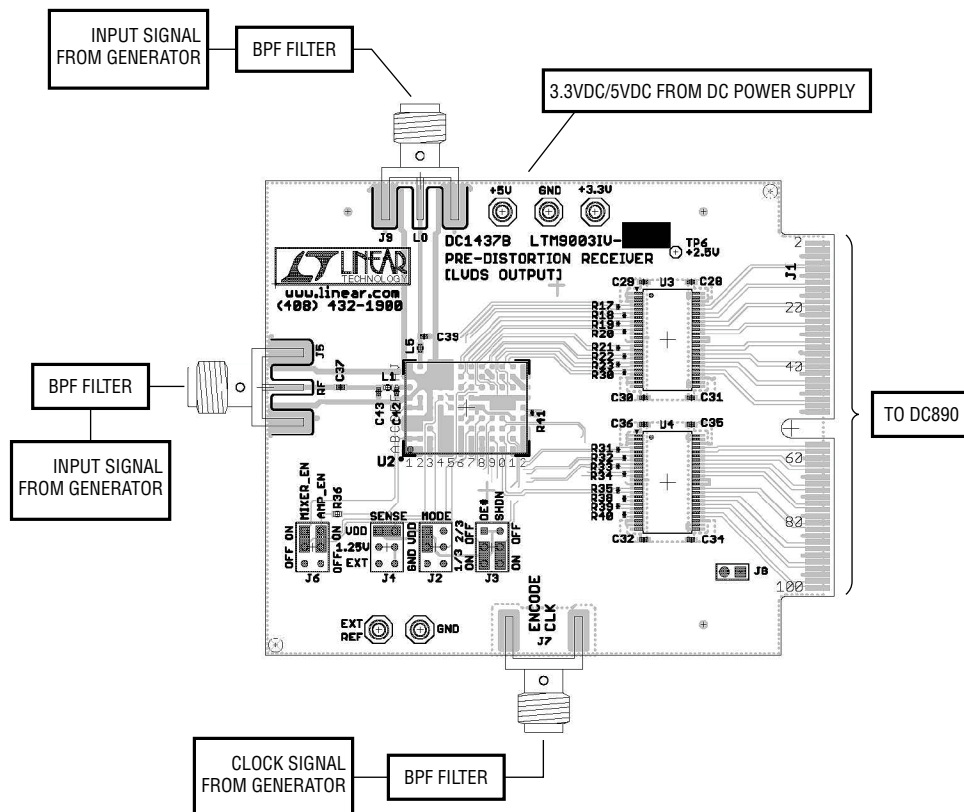 INPUT SIGNAL
FROM GENERATOR
BPF FILTER
3.3VDC/5VDC FROM DC POWER SUPPLY
+5V
GND
+3.3V
J9
LO
DC1437B LTM9003IV-
PRE-DISTORTION RECEIVER
[LVDS OUTPUT]
TP6
+2.5V
2
J1
LT LINEAR
TECHNOLOGY
www.linear.com
(408) 432-1900
C29
U3
C28
R17
R18
R19
R20
20
R21
R22
R23
R30
40
C39
L5
J5
RF
C37
L1
C43
C42
C30
C31
BPF FILTER
INPUT SIGNAL
FROM GENERATOR
TO DC890
R41
C36
U4
C35
U2
1 2 3 4 5 6 7 8 9 0 1 2
R31
R32
R33
R34
60
R35
R38
R39
R40
80
C32
C34
MIXER_EN
AMP_EN
R36
OFF ON
OFF ON
J6
SENSE
VDD
1.25V
EXT
J4
MODE
GND VDD
1/3 2/3
J2
OE#
SHDN
ON OFF
ON OFF
J3
J8
100
EXT
REF
GND
ENCODE
CLK
J7
CLOCK SIGNAL
FROM GENERATOR
BPF FILTER